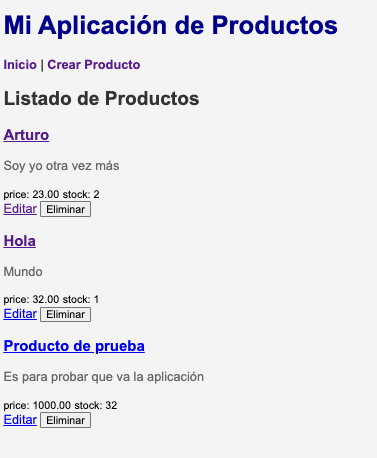 Mi Aplicación de Productos
Inicio | Crear Producto
Listado de Productos
Arturo
Soy yo otra vez más
price: 23.00 stock: 2
Editar Eliminar
Hola
Mundo
price: 32.00 stock: 1
Editar Eliminar
Producto de prueba
Es para probar que va la aplicación
price: 1000.00 stock: 32
Editar Eliminar